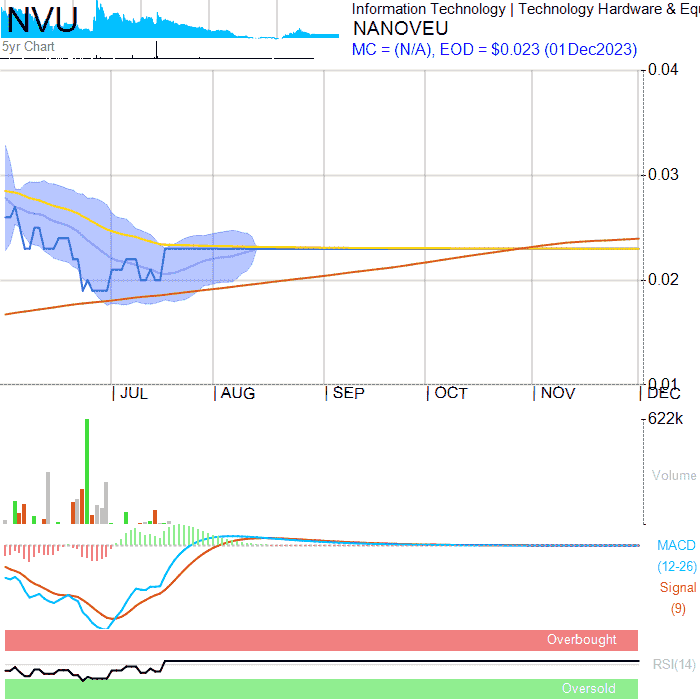 NVU
5yr Chart
Information Technology | Technology Hardware & Eq
NANOVEU
MC = (N/A), EOD = $0.023 (01Dec2023)
0.04
0.03
0.02
0.01
JUL
AUG
SEP
OCT
NOV
DEC
622k
Volume
MACD
(12-26)
Signal
(9)
Overbought
RSI(14)
Oversold